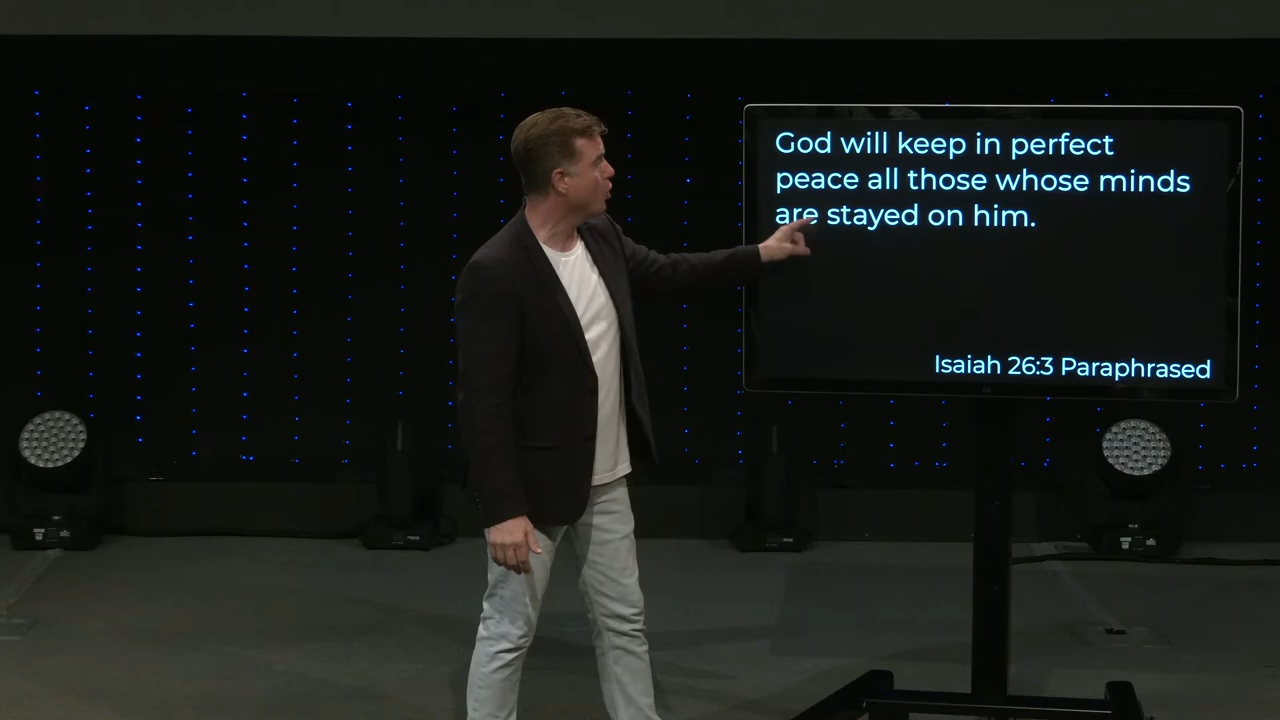 God will keep in perfect
peace all those whose minds
are stayed on him.
Isaiah 26:3 Paraphrased